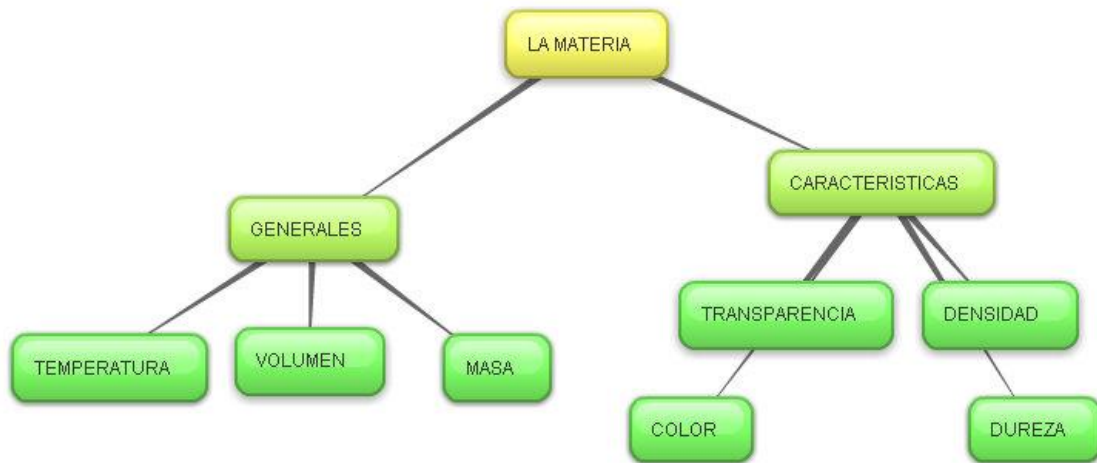 LA MATERIA
GENERALES
CARACTERISTICAS
TEMPERATURA
VOLUMEN
MASA
TRANSPARENCIA
DENSIDAD
COLOR
DUREZA